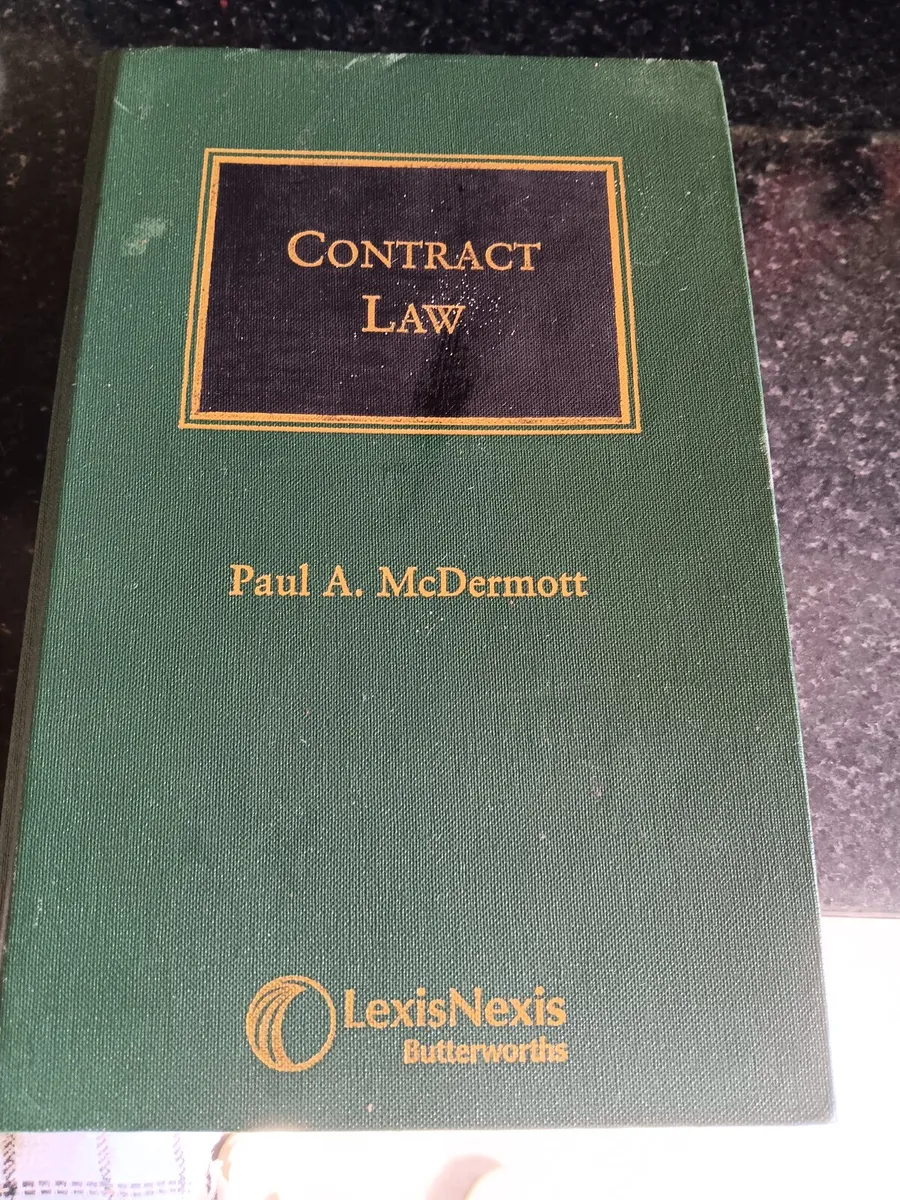 CONTRACT
LAW
Paul A. McDermott
LexisNexis
Butterworths